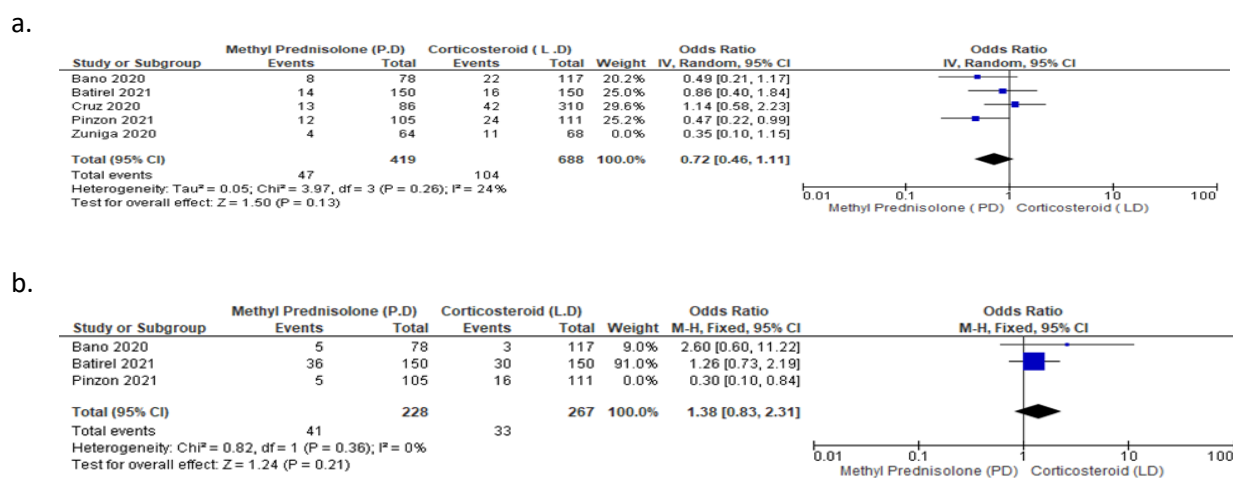 a.
Methyl Prednisolone (P.D) Corticosteroid ( L .D) Odds Ratio Odds Ratio
Study or Subgroup Events Total Events Total Weight IV, Random, 95% CI IV, Random, 95% CI
Bano 2020 8 78 22 117 20.2% 0.49 [0.21, 1.17]
Batirel 2021 14 150 16 150 25.0% 0.86 [0.40, 1.84]
Cruz 2020 13 86 42 310 29.6% 1.14 [0.58, 2.23]
Pinzon 2021 12 105 24 111 25.2% 0.47 [0.22, 0.99]
Zuniga 2020 4 64 11 68 0.0% 0.35 [0.10, 1.15]
Total (95% CI) 419 688 100.0% 0.72 [0.46, 1.11]
Total events 47 104
Heterogeneity: Tau² = 0.05; Chi² = 3.97, df = 3 (P = 0.26); I² = 24%
Test for overall effect: Z = 1.50 (P = 0.13)
0.01 0.1 1 10 100
Methyl Prednisolone ( PD) Corticosteroid (LD)
b.
Methyl Prednisolone (P.D) Corticosteroid (L.D) Odds Ratio Odds Ratio
Study or Subgroup Events Total Events Total Weight M-H, Fixed, 95% CI M-H, Fixed, 95% CI
Bano 2020 5 78 3 117 9.0% 2.60 [0.60, 11.22]
Batirel 2021 36 150 30 150 91.0% 1.26 [0.73, 2.19]
Pinzon 2021 5 105 16 111 0.0% 0.30 [0.10, 0.84]
Total (95% CI) 228 267 100.0% 1.38 [0.83, 2.31]
Total events 41 33
Heterogeneity: Chi² = 0.82, df = 1 (P = 0.36); I² = 0%
Test for overall effect: Z = 1.24 (P = 0.21)
0.01 0.1 1 10 100
Methyl Prednisolone (PD) Corticosteroid (LD)